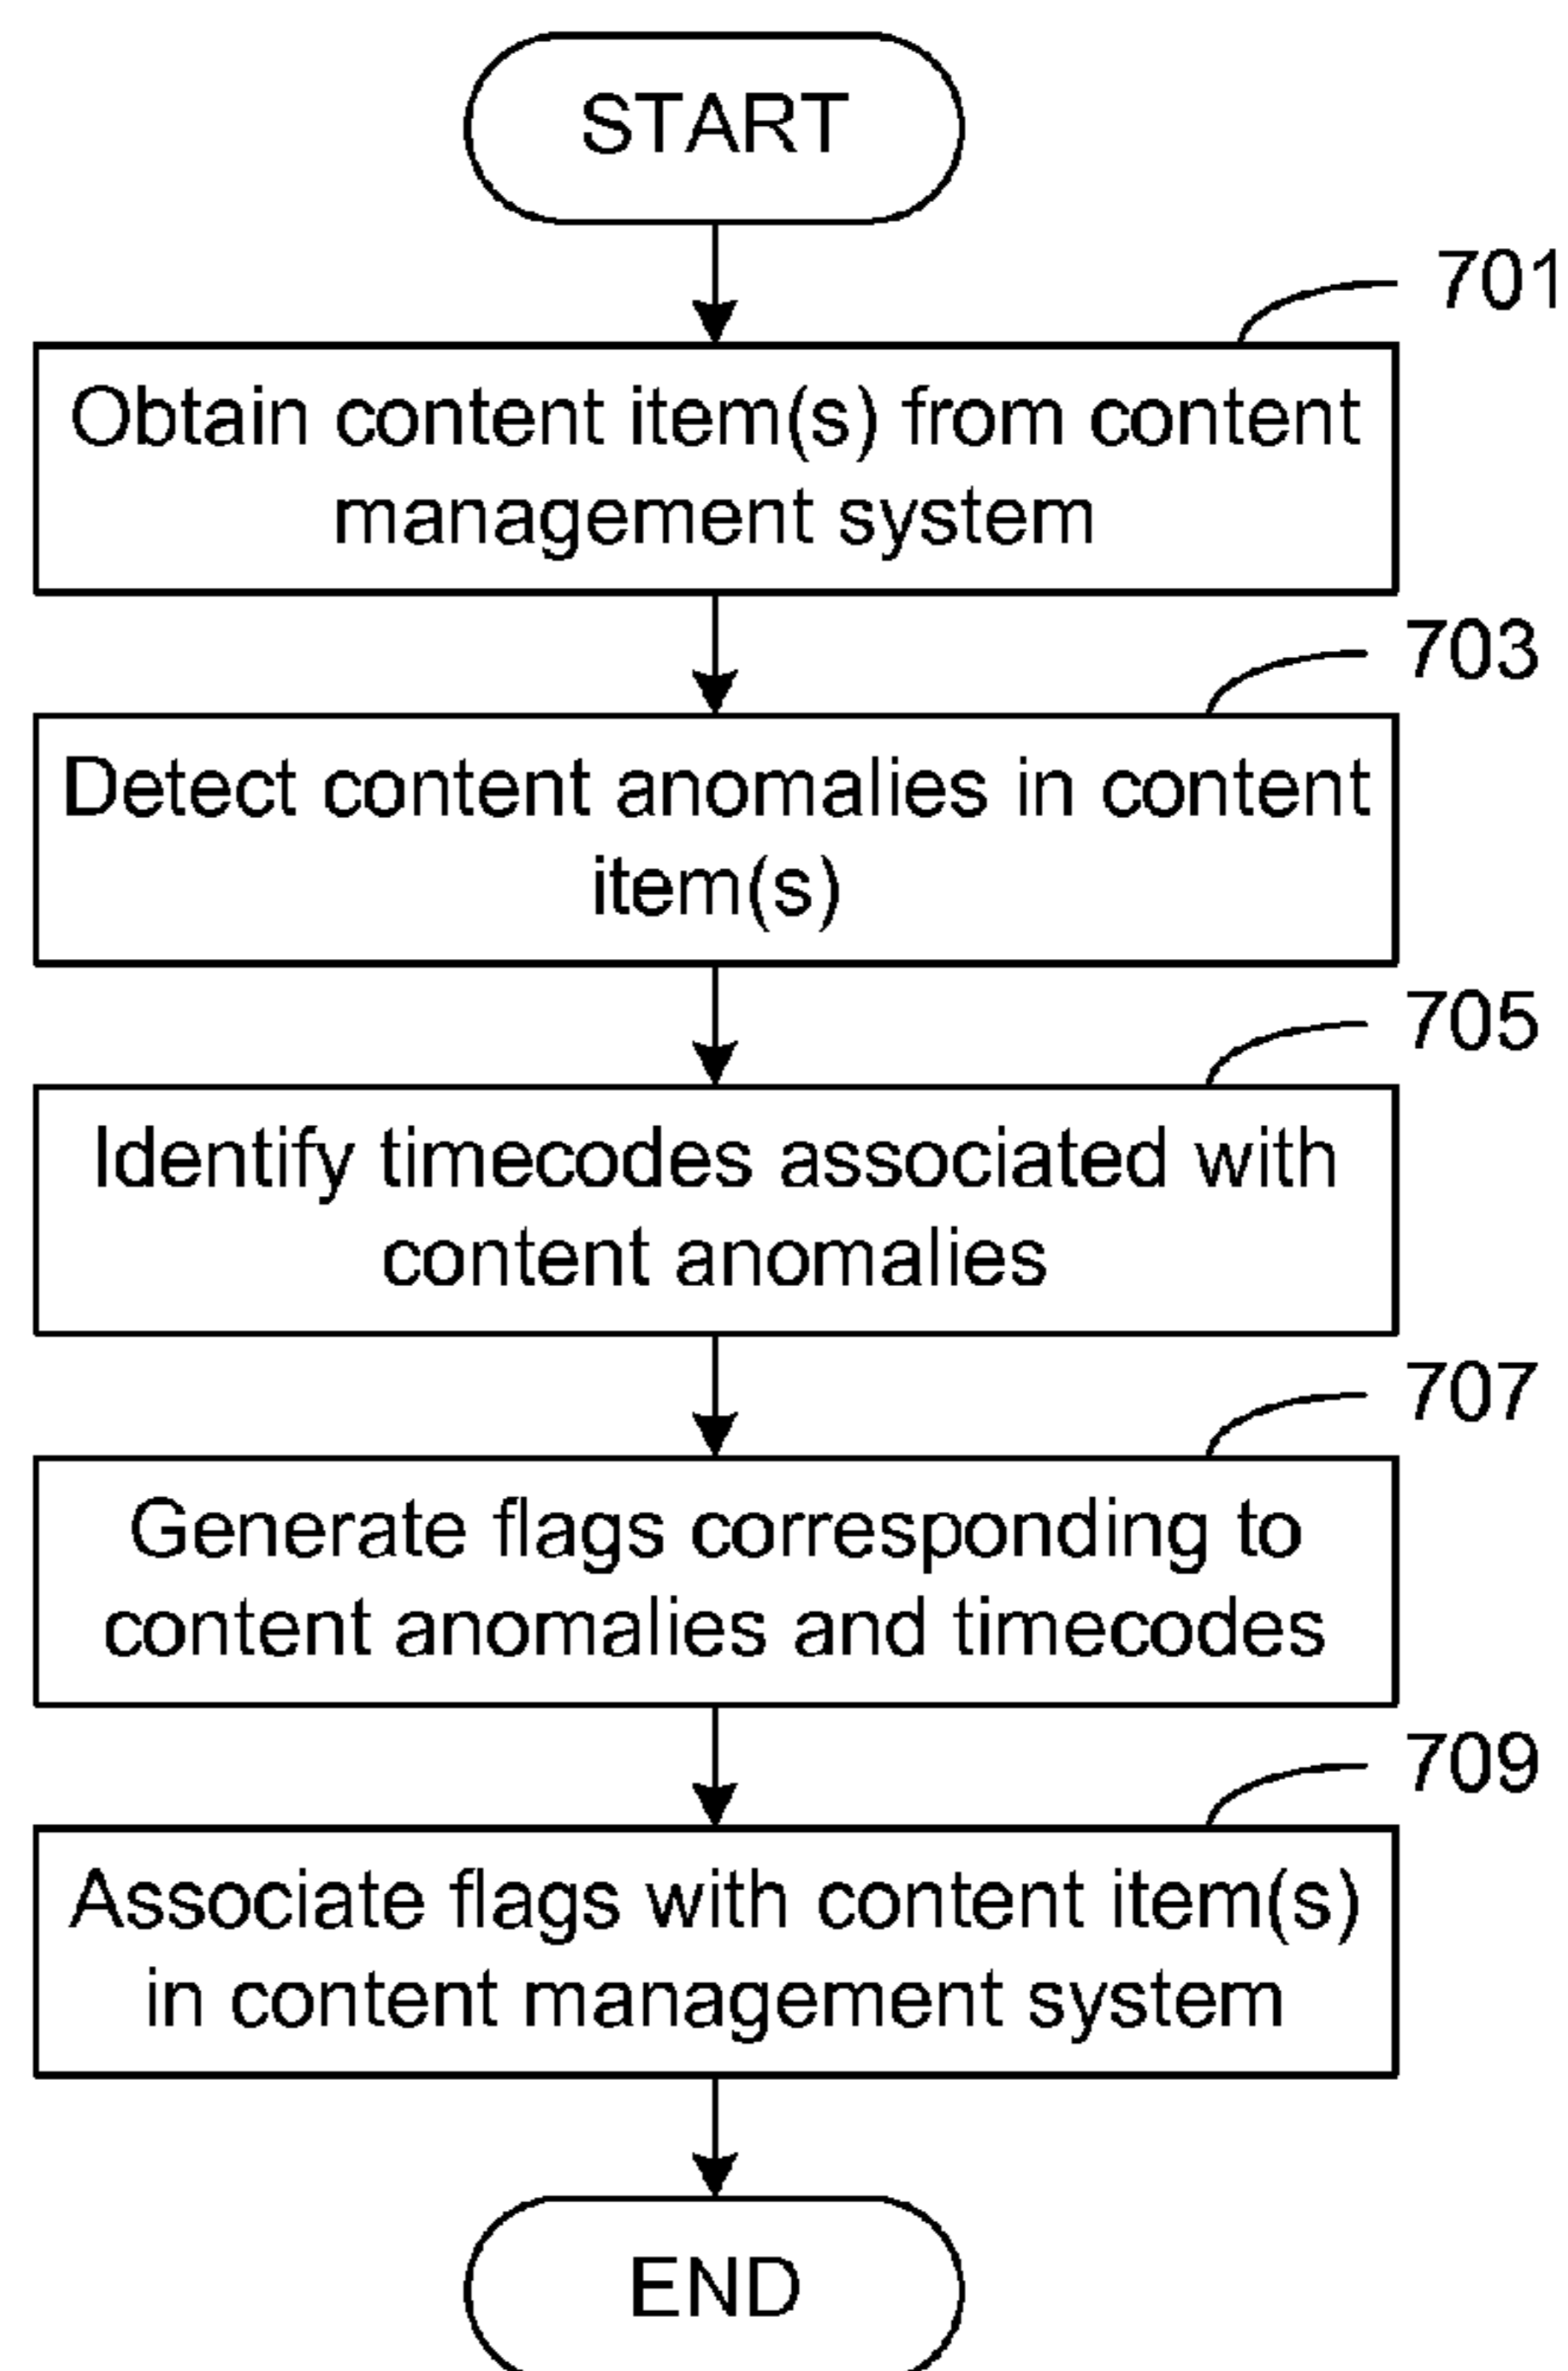 START
701
Obtain content item(s) from content
management system
703
Detect content anomalies in content
item(s)
705
Identify timecodes associated with
content anomalies
707
Generate flags corresponding to
content anomalies and timecodes
709
Associate flags with content item(s)
in content management system
END